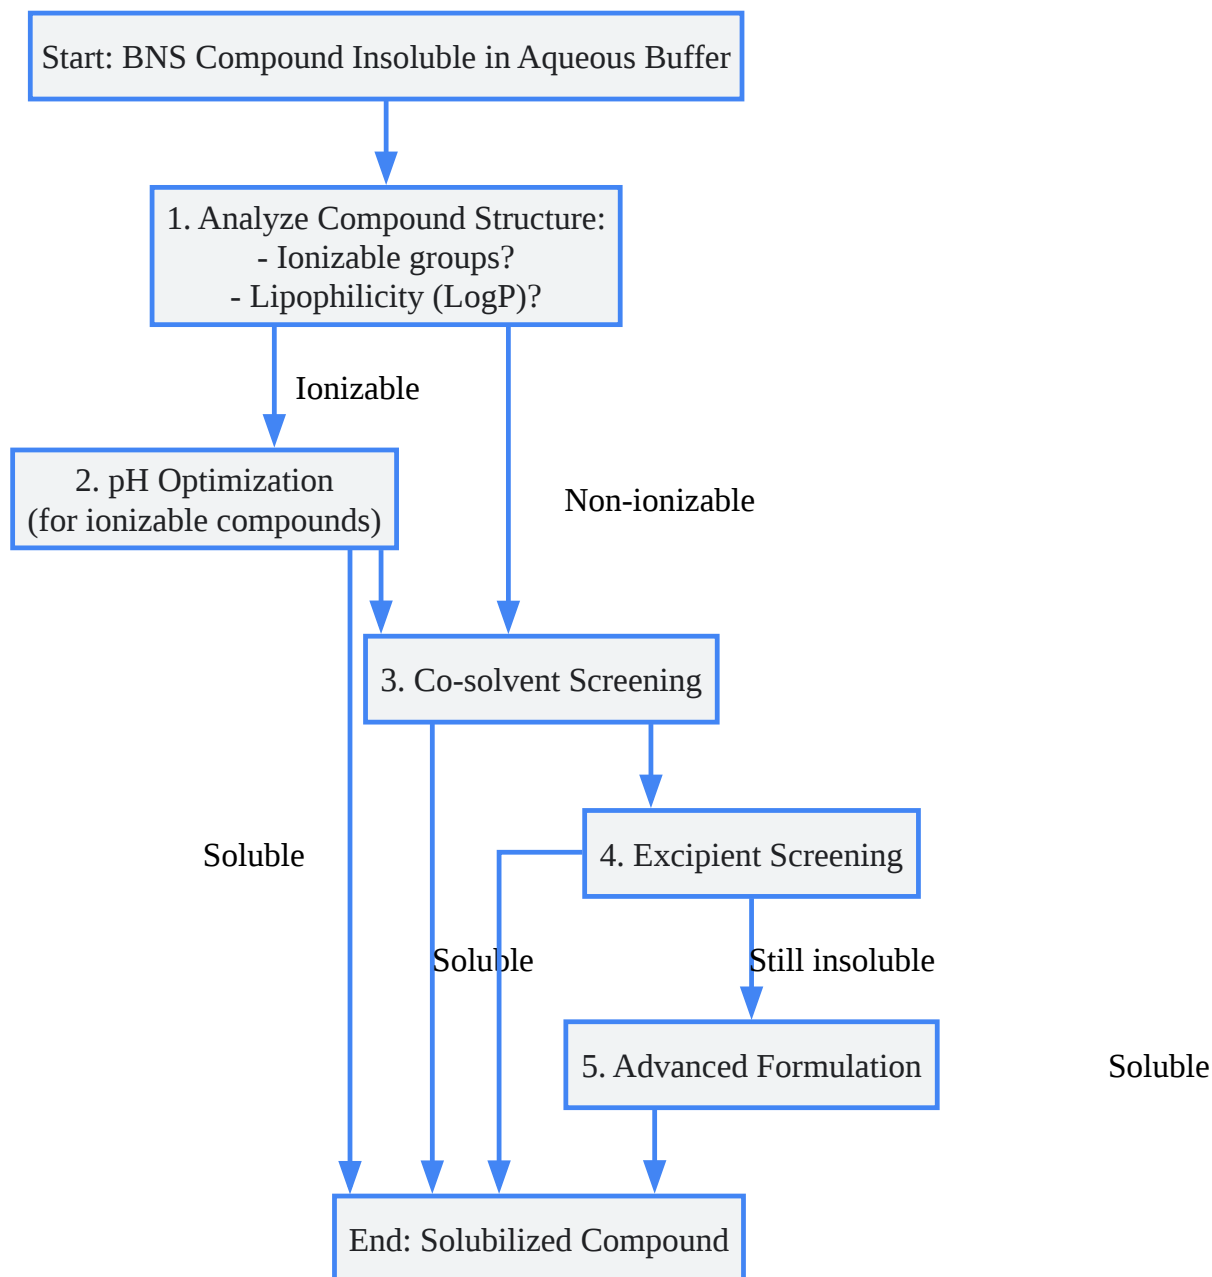 Start: BNS Compound Insoluble in Aqueous Buffer
1. Analyze Compound Structure:
- Ionizable groups?
- Lipophilicity (LogP)?
Ionizable
2. pH Optimization
(for ionizable compounds)
Non-ionizable
3. Co-solvent Screening
Soluble
4. Excipient Screening
Soluble
Still insoluble
5. Advanced Formulation
Soluble
End: Solubilized Compound